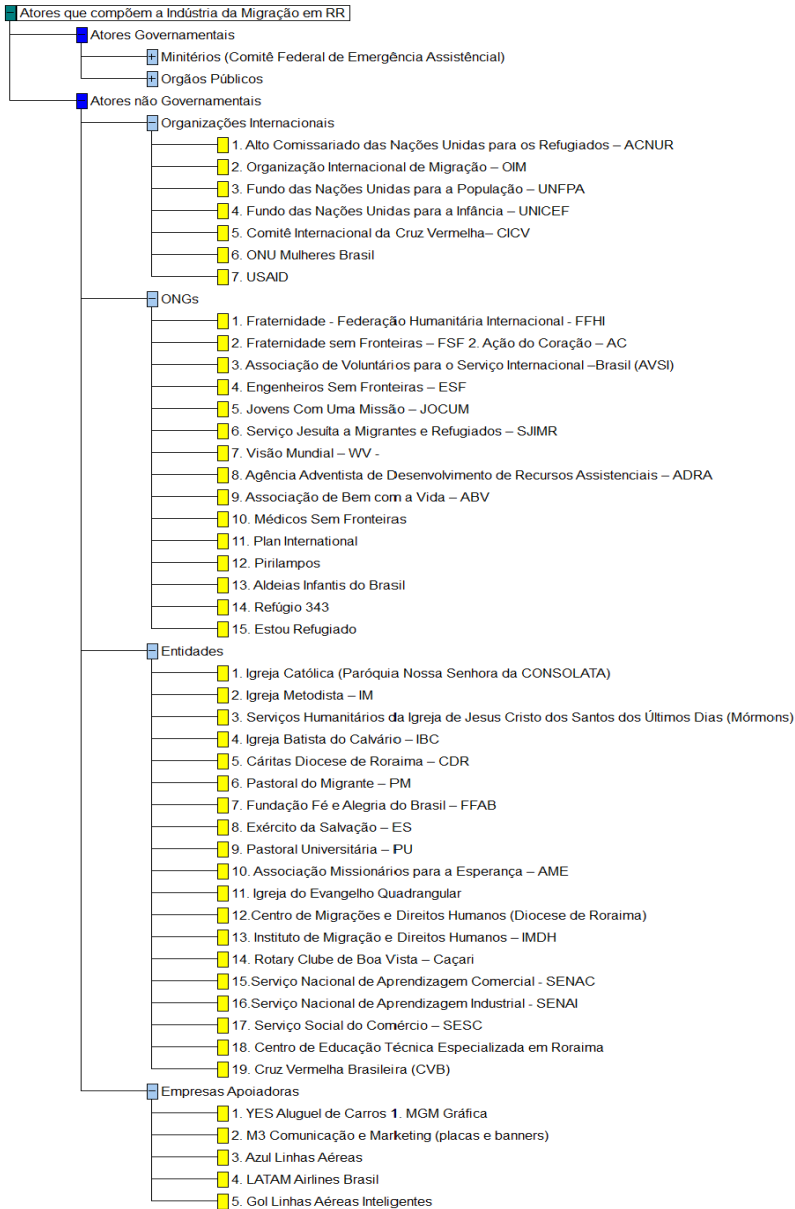 Atores que compõem a Indústria da Migração em RR
Atores Governamentais
Minitérios (Comitê Federal de Emergência Assistêncial)
Orgãos Públicos
Atores não Governamentais
Organizações Internacionais
1. Alto Comissariado das Nações Unidas para os Refugiados – ACNUR
2. Organização Internacional de Migração – OIM
3. Fundo das Nações Unidas para a População – UNFPA
4. Fundo das Nações Unidas para a Infância – UNICEF
5. Comitê Internacional da Cruz Vermelha– CICV
6. ONU Mulheres Brasil
7. USAID
ONGs
1. Fraternidade - Federação Humanitária Internacional - FFHI
2. Fraternidade sem Fronteiras – FSF 2. Ação do Coração – AC
3. Associação de Voluntários para o Serviço Internacional –Brasil (AVSI)
4. Engenheiros Sem Fronteiras – ESF
5. Jovens Com Uma Missão – JOCUM
6. Serviço Jesuíta a Migrantes e Refugiados – SJIMR
7. Visão Mundial – WV -
8. Agência Adventista de Desenvolvimento de Recursos Assistenciais – ADRA
9. Associação de Bem com a Vida – ABV
10. Médicos Sem Fronteiras
11. Plan International
12. Pirilampos
13. Aldeias Infantis do Brasil
14. Refúgio 343
15. Estou Refugiado
Entidades
1. Igreja Católica (Paróquia Nossa Senhora da CONSOLATA)
2. Igreja Metodista – IM
3. Serviços Humanitários da Igreja de Jesus Cristo dos Santos dos Últimos Dias (Mórmons)
4. Igreja Batista do Calvário – IBC
5. Cáritas Diocese de Roraima – CDR
6. Pastoral do Migrante – PM
7. Fundação Fé e Alegria do Brasil – FFAB
8. Exército da Salvação – ES
9. Pastoral Universitária – PU
10. Associação Missionários para a Esperança – AME
11. Igreja do Evangelho Quadrangular
12.Centro de Migrações e Direitos Humanos (Diocese de Roraima)
13. Instituto de Migração e Direitos Humanos – IMDH
14. Rotary Clube de Boa Vista – Caçari
15.Serviço Nacional de Aprendizagem Comercial - SENAC
16.Serviço Nacional de Aprendizagem Industrial - SENAI
17. Serviço Social do Comércio – SESC
18. Centro de Educação Técnica Especializada em Roraima
19. Cruz Vermelha Brasileira (CVB)
Empresas Apoiadoras
1. YES Aluguel de Carros 1. MGM Gráfica
2. M3 Comunicação e Marketing (placas e banners)
3. Azul Linhas Aéreas
4. LATAM Airlines Brasil
5. Gol Linhas Aéreas Inteligentes